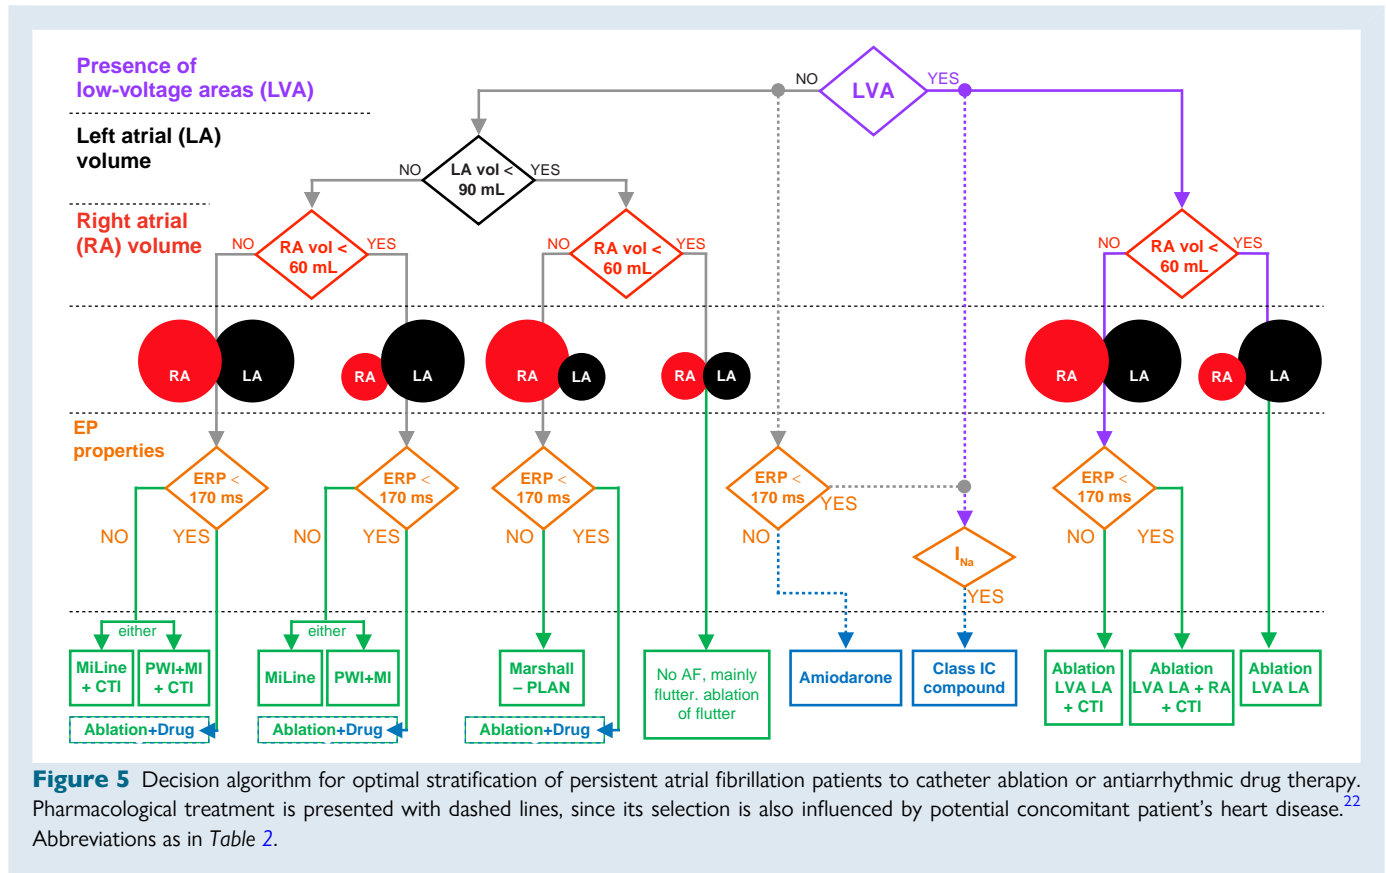 Presence of
low-voltage areas (LVA)
NO
LVA
YES
Left atrial (LA)
volume
NO
LA vol <
90 mL
YES
Right atrial
(RA) volume
NO
RA vol <
60 mL
YES
NO
RA vol <
60 mL
YES
NO
RA vol <
60 mL
YES
RA
LA
RA
LA
RA
LA
RA
LA
RA
LA
RA
LA
EP
properties
ERP <
170 ms
NO
YES
ERP <
170 ms
NO
YES
ERP <
170 ms
NO
YES
ERP <
170 ms
YES
NO
INa
YES
ERP <
170 ms
NO
YES
either
MiLine
+ CTI
PWI+MI
+ CTI
Ablation+Drug
either
MiLine
PWI+MI
Ablation+Drug
Marshall
– PLAN
Ablation+Drug
No AF, mainly
flutter. ablation
of flutter
Amiodarone
Class IC
compound
Ablation
LVA LA
+ CTI
Ablation
LVA LA + RA
+ CTI
Ablation
LVA LA
Figure 5 Decision algorithm for optimal stratification of persistent atrial fibrillation patients to catheter ablation or antiarrhythmic drug therapy.
Pharmacological treatment is presented with dashed lines, since its selection is also influenced by potential concomitant patient's heart disease.22
Abbreviations as in Table 2.